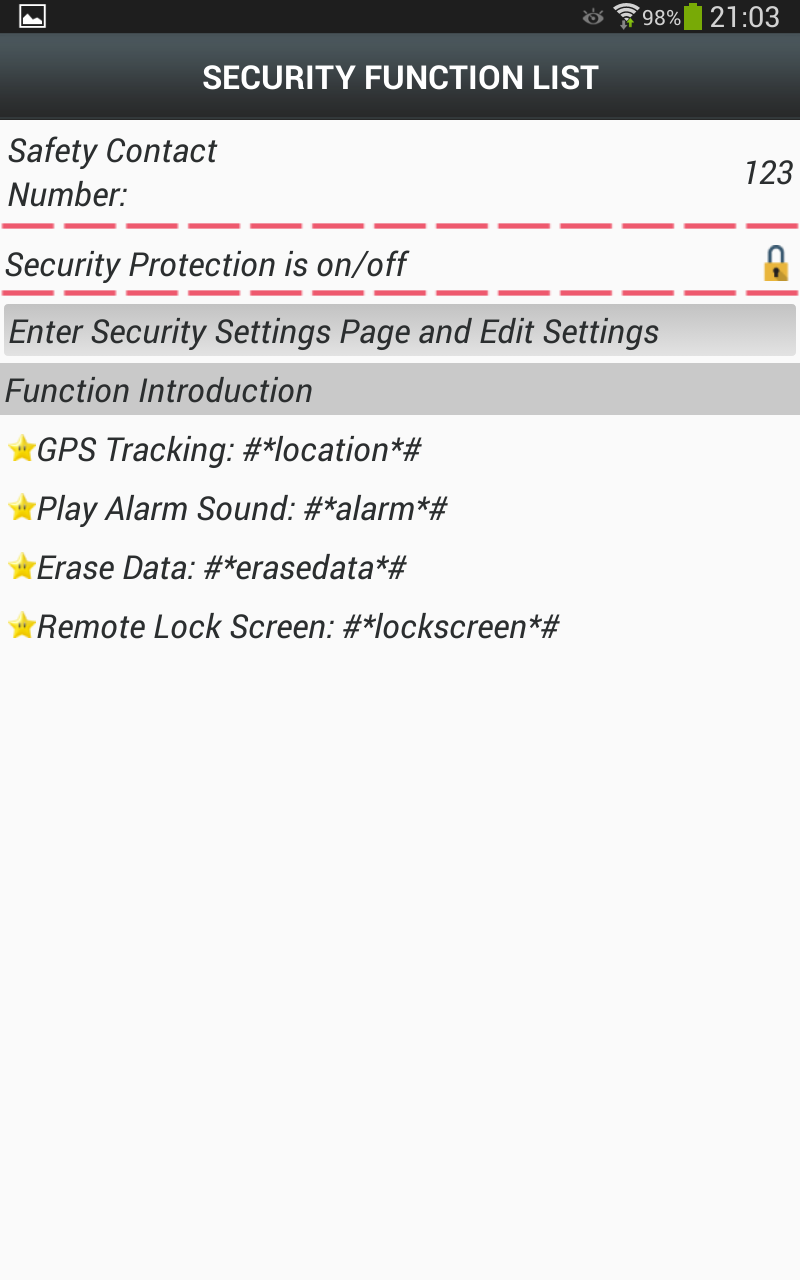 98% 21:03
SECURITY FUNCTION LIST
Safety Contact
Number:
123
Security Protection is on/off
Enter Security Settings Page and Edit Settings
Function Introduction
GPS Tracking: #*location*#
Play Alarm Sound: #*alarm*#
Erase Data: #*erasedata*#
Remote Lock Screen: #*lockscreen*#